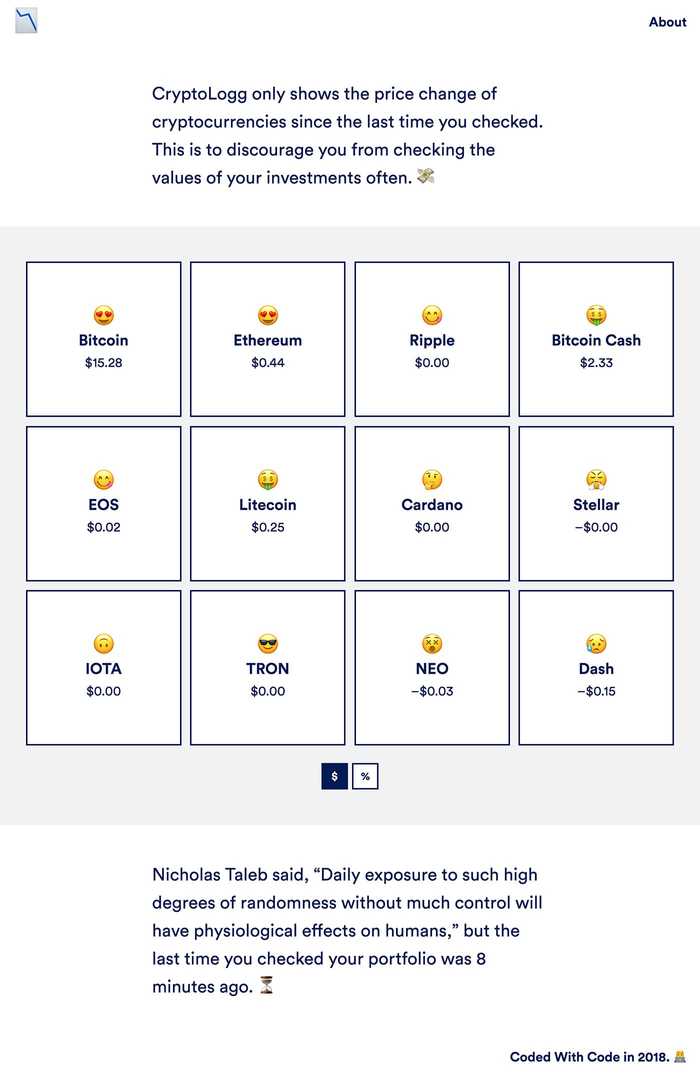 About
CryptoLogg only shows the price change of
cryptocurrencies since the last time you checked.
This is to discourage you from checking the
values of your investments often. 💸
😍
Bitcoin
$15.28
😍
Ethereum
$0.44
😋
Ripple
$0.00
🤑
Bitcoin Cash
$2.33
😋
EOS
$0.02
🤑
Litecoin
$0.25
🤔
Cardano
$0.00
😤
Stellar
−$0.00
🙃
IOTA
$0.00
😎
TRON
$0.00
😵
NEO
−$0.03
😥
Dash
−$0.15
$ %
Nicholas Taleb said, “Daily exposure to such high
degrees of randomness without much control will
have physiological effects on humans,” but the
last time you checked your portfolio was 8
minutes ago. ⏳
Coded With Code in 2018. 👨‍💻